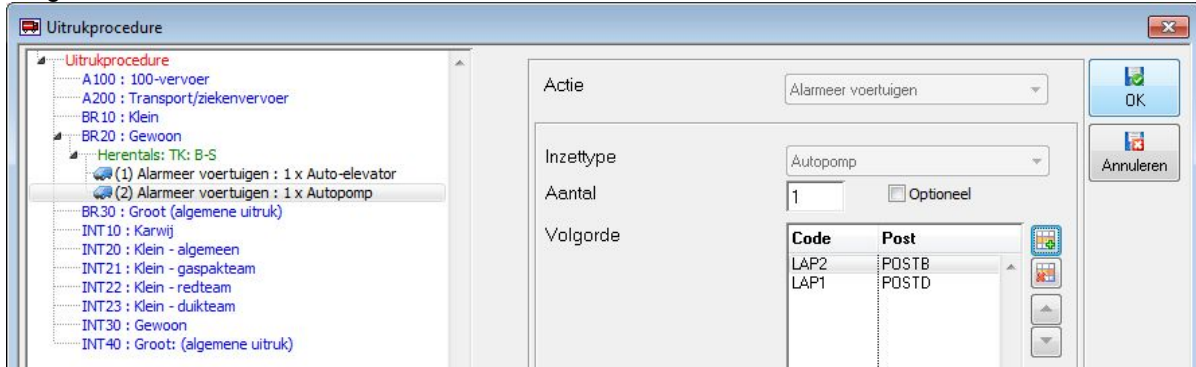 Uitrukprocedure
Uitrukprocedure
A100 : 100-vervoer
A200 : Transport/ziekenvervoer
BR10 : Klein
BR20 : Gewoon
Herentals: TK: B-S
(1) Alarmeer voertuigen : 1 x Auto-elevator
(2) Alarmeer voertuigen : 1 x Autopomp
BR30 : Groot (algemene uitruk)
INT10 : Karwij
INT20 : Klein - algemeen
INT21 : Klein - gaspakteam
INT22 : Klein - redteam
INT23 : Klein - duikteam
INT30 : Gewoon
INT40 : Groot: (algemene uitruk)
Actie Alarmeer voertuigen
Inzettype Autopomp
Aantal 1 Optioneel
Volgorde
Code Post
LAP2 POSTB
LAP1 POSTD
OK
Annuleren